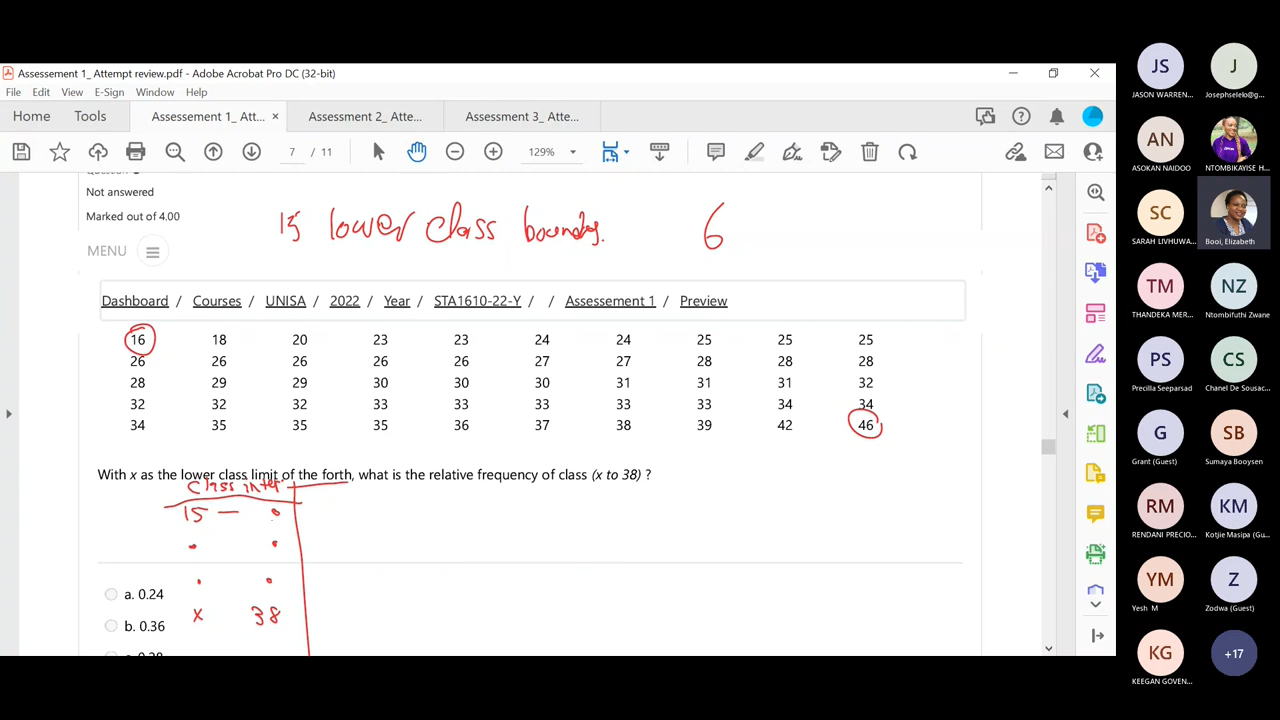 Assessement 1_ Attempt review.pdf - Adobe Acrobat Pro DC (32-bit)
File Edit View E-Sign Window Help
Home Tools Assessement 1_ Att... × Assessement 2_ Atte... Assessement 3_ Atte...
7 / 11 129%
Not answered
Marked out of 4.00
15 lower class 6
MENU
Dashboard / Courses / UNISA / 2022 / Year / STA1610-22-Y / / Assessement 1 / Preview
16 18 20 23 23 24 24 25 25 25
26 26 26 26 26 27 27 28 28 28
28 29 29 30 30 30 31 31 31 32
32 32 32 33 33 33 33 33 34 34
34 35 35 35 36 37 38 39 42 46
With x as the lower class limit of the forth, what is the relative frequency of class (x to 38) ?
Class inter
15 —
a. 0.24
x 38
b. 0.36
JS J
JASON WARREN... Josephselelo@g...
AN
ASOKAN NAIDOO NTOMBIKAYISE H...
SC
SARAH LIVHUWA... Booi, Elizabeth
TM NZ
THANDEKA MER... Ntombifuthi Zwane
PS CS
Precilla Seeparsad Chanel De Sousac...
G SB
Grant (Guest) Sumaya Booysen
RM KM
RENDANI PRECIO... Kotjie Masipa (Gu...
YM Z
Yesh M Zodwa (Guest)
KG +17
KEEGAN GOVEN...